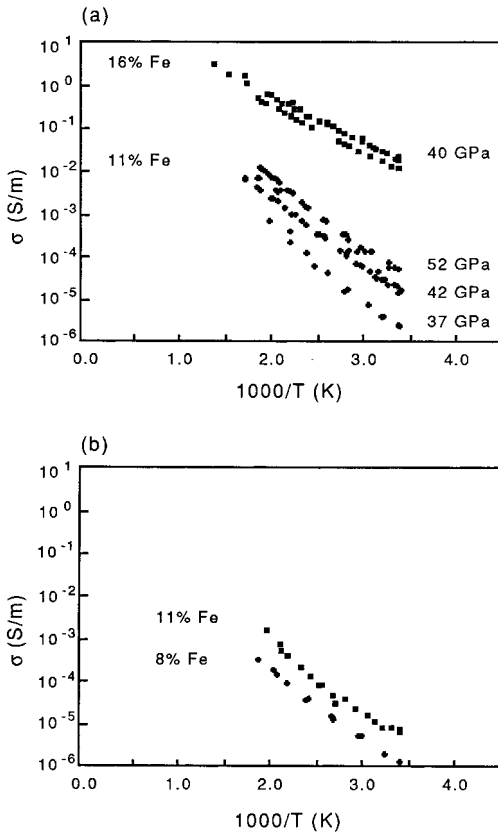 (a)
10^1
16% Fe
10^0
10^-1
40 GPa
11% Fe
10^-2
σ (S/m)
10^-3
10^-4
52 GPa
10^-5
42 GPa
37 GPa
10^-6
0.0 1.0 2.0 3.0 4.0
1000/T (K)
(b)
10^1
10^0
10^-1
10^-2
σ (S/m)
11% Fe
10^-3
8% Fe
10^-4
10^-5
10^-6
0.0 1.0 2.0 3.0 4.0
1000/T (K)